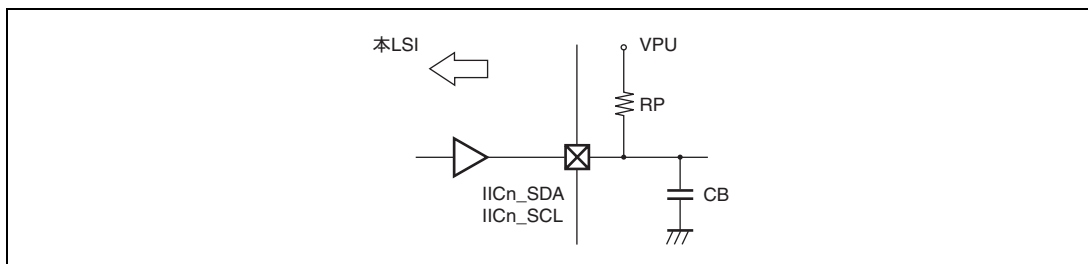 本LSI
VPU
RP
IICn_SDA
IICn_SCL
CB